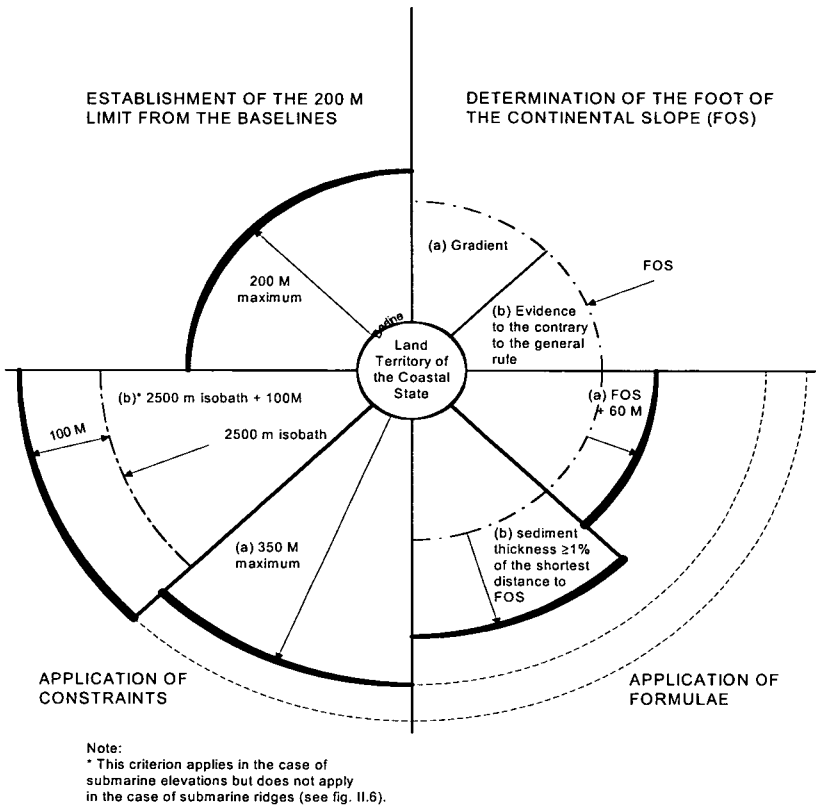 ESTABLISHMENT OF THE 200 M
LIMIT FROM THE BASELINES
DETERMINATION OF THE FOOT OF
THE CONTINENTAL SLOPE (FOS)
(a) Gradient
FOS
200 M
maximum
(b) Evidence
to the contrary
to the general
rule
Land
Territory of
the Coastal
State
(b)* 2500 m isobath + 100M
100 M
2500 m isobath
(a) FOS
+ 60 M
(a) 350 M
maximum
(b) sediment
thickness ≥1%
of the shortest
distance to
FOS
APPLICATION OF
CONSTRAINTS
APPLICATION OF
FORMULAE
Note:
* This criterion applies in the case of
submarine elevations but does not apply
in the case of submarine ridges (see fig. II.6).